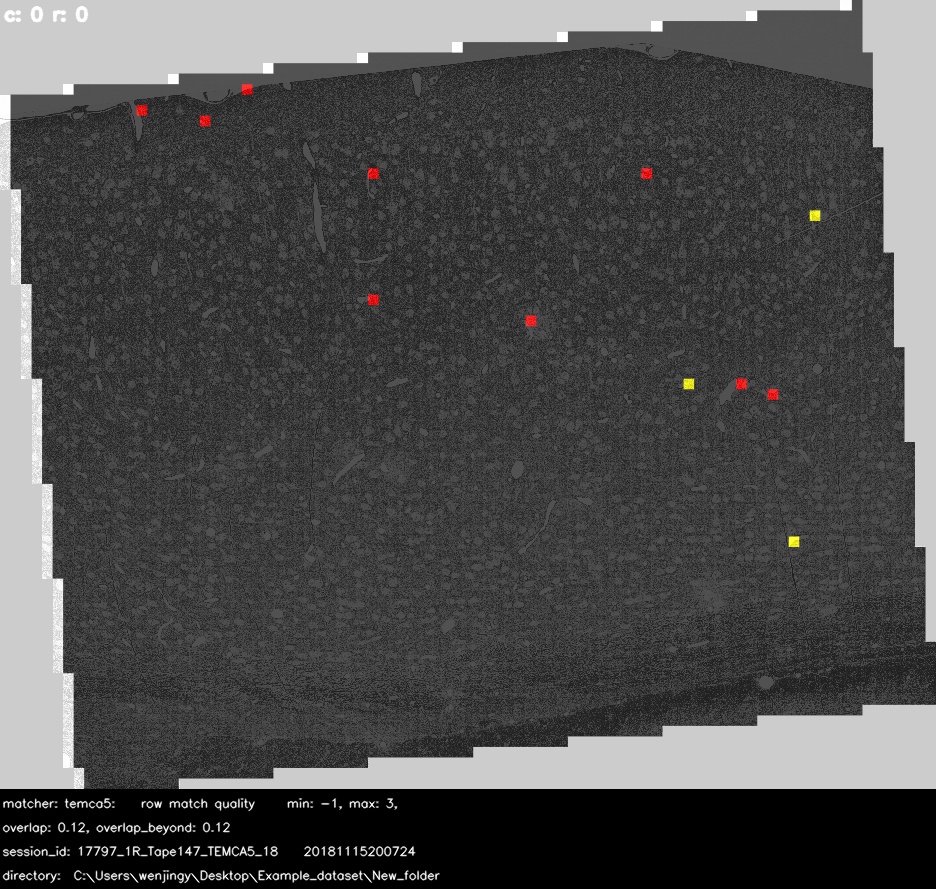 c: 0 r: 0
matcher: temca5: row match quality min: -1, max: 3,
overlap: 0.12, overlap_beyond: 0.12
session_id: 17797_1R_Tape147_TEMCA5_18 20181115200724
directory: C:\Users\wenjingy\Desktop\Example_dataset\New_folder